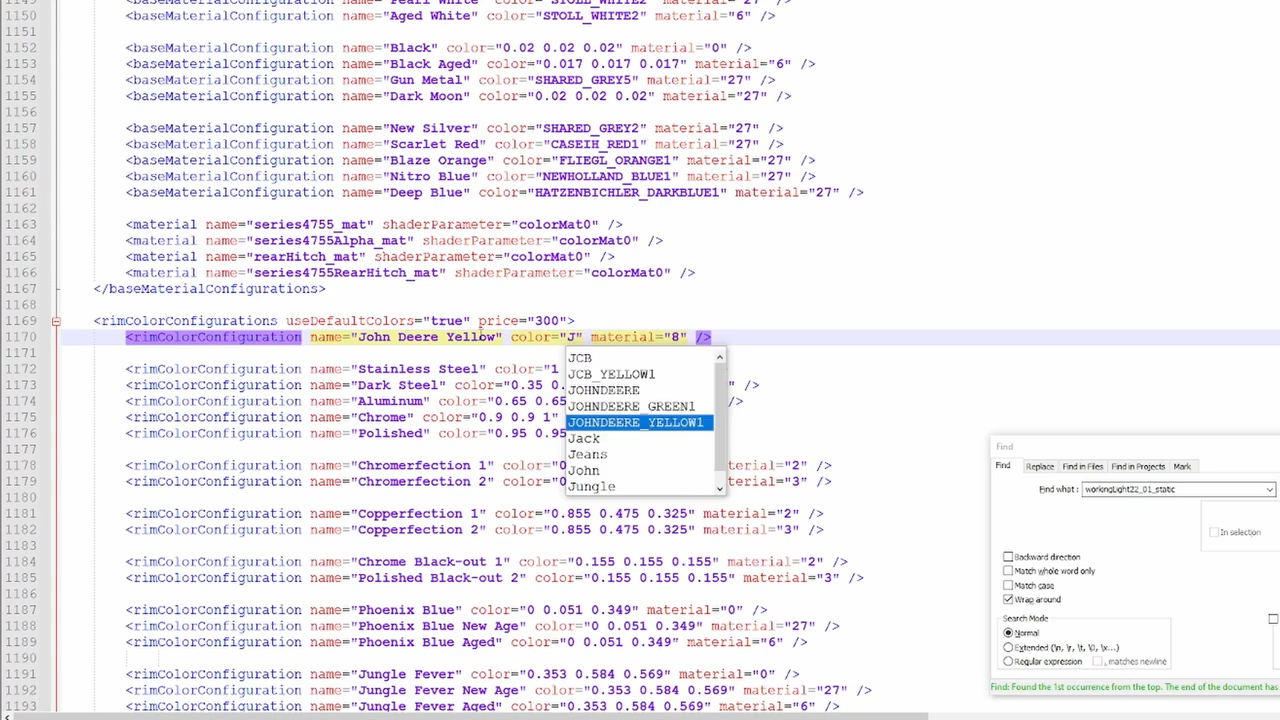 1149 <baseMaterialConfiguration name="Pearl White" color="STOLL_WHITE2" material="27" />
1150 <baseMaterialConfiguration name="Aged White" color="STOLL_WHITE2" material="6" />
1151
1152 <baseMaterialConfiguration name="Black" color="0.02 0.02 0.02" material="0" />
1153 <baseMaterialConfiguration name="Black Aged" color="0.017 0.017 0.017" material="6" />
1154 <baseMaterialConfiguration name="Gun Metal" color="SHARED_GREY5" material="27" />
1155 <baseMaterialConfiguration name="Dark Moon" color="0.02 0.02 0.02" material="27" />
1156
1157 <baseMaterialConfiguration name="New Silver" color="SHARED_GREY2" material="27" />
1158 <baseMaterialConfiguration name="Scarlet Red" color="CASEIH_RED1" material="27" />
1159 <baseMaterialConfiguration name="Blaze Orange" color="FLIEGL_ORANGE1" material="27" />
1160 <baseMaterialConfiguration name="Nitro Blue" color="NEWHOLLAND_BLUE1" material="27" />
1161 <baseMaterialConfiguration name="Deep Blue" color="HATZENBICHLER_DARKBLUE1" material="27" />
1162
1163 <material name="series4755_mat" shaderParameter="colorMat0" />
1164 <material name="series4755Alpha_mat" shaderParameter="colorMat0" />
1165 <material name="rearHitch_mat" shaderParameter="colorMat0" />
1166 <material name="series4755RearHitch_mat" shaderParameter="colorMat0" />
1167 </baseMaterialConfigurations>
1168
1169 <rimColorConfigurations useDefaultColors="true" price="300">
1170 <rimColorConfiguration name="John Deere Yellow" color="J" material="8" />
1171
JCB
JCB_YELLOW1
JOHNDEERE
JOHNDEERE_GREEN1
JOHNDEERE_YELLOW1
Jack
Jeans
John
Jungle
1172 <rimColorConfiguration name="Stainless Steel" color="1
1173 <rimColorConfiguration name="Dark Steel" color="0.35 0. " />
1174 <rimColorConfiguration name="Aluminum" color="0.65 0.65 />
1175 <rimColorConfiguration name="Chrome" color="0.9 0.9 1"
1176 <rimColorConfiguration name="Polished" color="0.95 0.95
1177
1178 <rimColorConfiguration name="Chromerfection 1" color="0 material="2" />
1179 <rimColorConfiguration name="Chromerfection 2" color="0 material="3" />
1180
1181 <rimColorConfiguration name="Copperfection 1" color="0.855 0.475 0.325" material="2" />
1182 <rimColorConfiguration name="Copperfection 2" color="0.855 0.475 0.325" material="3" />
1183
1184 <rimColorConfiguration name="Chrome Black-out 1" color="0.155 0.155 0.155" material="2" />
1185 <rimColorConfiguration name="Polished Black-out 2" color="0.155 0.155 0.155" material="3" />
1186
1187 <rimColorConfiguration name="Phoenix Blue" color="0 0.051 0.349" material="0" />
1188 <rimColorConfiguration name="Phoenix Blue New Age" color="0 0.051 0.349" material="27" />
1189 <rimColorConfiguration name="Phoenix Blue Aged" color="0 0.051 0.349" material="6" />
1190
1191 <rimColorConfiguration name="Jungle Fever" color="0.353 0.584 0.569" material="0" />
1192 <rimColorConfiguration name="Jungle Fever New Age" color="0.353 0.584 0.569" material="27" />
1193 <rimColorConfiguration name="Jungle Fever Aged" color="0.353 0.584 0.569" material="6" />
Find
Find Replace Find in Files Find in Projects Mark
Find what : workingLight22_01_static
In selection
Backward direction
Match whole word only
Match case
Wrap around
Search Mode
Normal
Extended (\n, \r, \t, \0, \x...)
Regular expression . matches newline
Find: Found the 1st occurrence from the top. The end of the document has